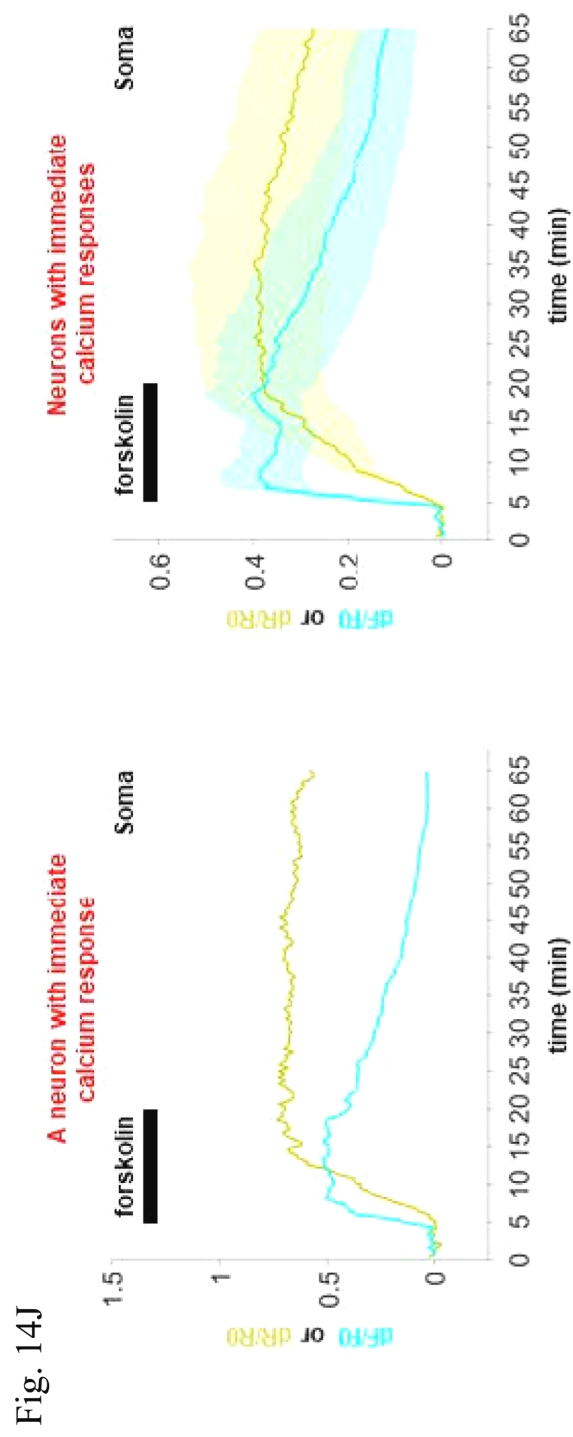 Fig. 14J
A neuron with immediate
calcium response
forskolin
Soma
1.5
1
0.5
0
dF/F0 or dR/R0
0 5 10 15 20 25 30 35 40 45 50 55 60 65
time (min)
Neurons with immediate
calcium responses
forskolin
Soma
0.6
0.4
0.2
0
dF/F0 or dR/R0
0 5 10 15 20 25 30 35 40 45 50 55 60 65
time (min)